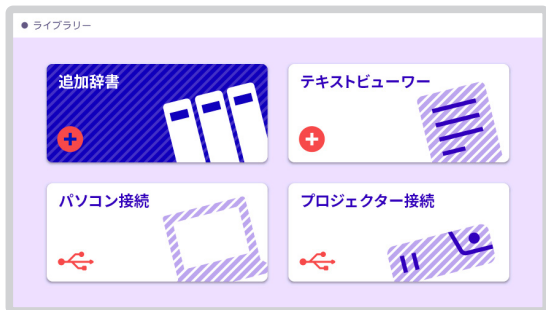 ライブラリー
追加辞書
テキストビューワー
パソコン接続
プロジェクター接続